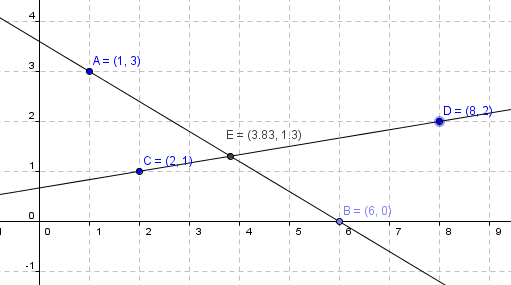 4
3
A = (1, 3)
2
D = (8, 2)
E = (3.83, 1.3)
1
C = (2, 1)
B = (6, 0)
0
0 1 2 3 4 5 6 7 8 9
-1